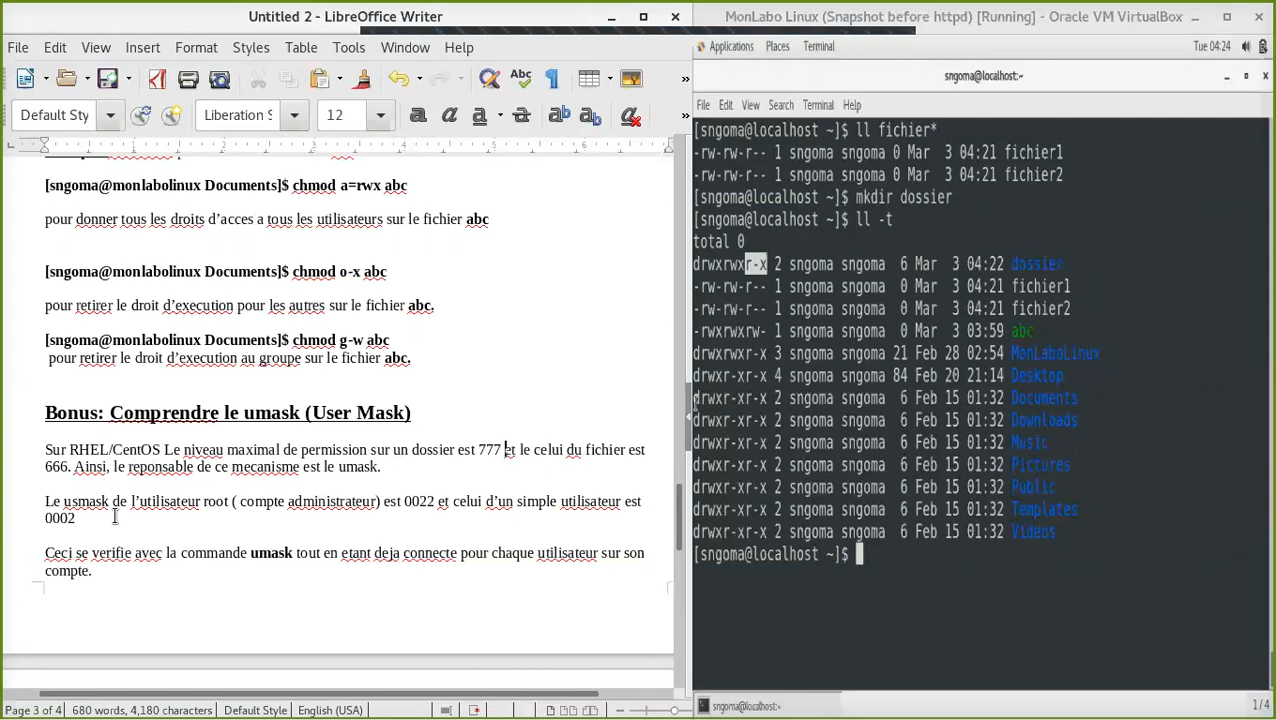 Untitled 2 - LibreOffice Writer
File Edit View Insert Format Styles Table Tools Window Help
Default Sty Liberation S 12
[sngoma@monlabolinux Documents]$ chmod a=rwx abc
pour donner tous les droits d'acces a tous les utilisateurs sur le fichier abc
[sngoma@monlabolinux Documents]$ chmod o-x abc
pour retirer le droit d'execution pour les autres sur le fichier abc.
[sngoma@monlabolinux Documents]$ chmod g-w abc
pour retirer le droit d'execution au groupe sur le fichier abc.
Bonus: Comprendre le umask (User Mask)
Sur RHEL/CentOS Le niveau maximal de permission sur un dossier est 777 et le celui du fichier est
666. Ainsi, le reponsable de ce mecanisme est le umask.
Le usmask de l'utilisateur root ( compte admnistrateur) est 0022 et celui d'un simple utilisateur est
0002
Ceci se verifie avec la commande umask tout en etant deja connecte pour chaque utilisateur sur son
compte.
Page 3 of 4 680 words, 4,180 characters Default Style English (USA)
MonLabo Linux (Snapshot before httpd) [Running] - Oracle VM VirtualBox
Applications Places Terminal Tue 04:24
sngoma@localhost:~
File Edit View Search Terminal Help
[sngoma@localhost ~]$ ll fichier*
-rw-rw-r-- 1 sngoma sngoma 0 Mar 3 04:21 fichier1
-rw-rw-r-- 1 sngoma sngoma 0 Mar 3 04:21 fichier2
[sngoma@localhost ~]$ mkdir dossier
[sngoma@localhost ~]$ ll -t
total 0
drwxrwxr-x 2 sngoma sngoma 6 Mar 3 04:22 dossier
-rw-rw-r-- 1 sngoma sngoma 0 Mar 3 04:21 fichier1
-rw-rw-r-- 1 sngoma sngoma 0 Mar 3 04:21 fichier2
-rwxrwxrw- 1 sngoma sngoma 0 Mar 3 03:59 abc
drwxrwxr-x 3 sngoma sngoma 21 Feb 28 02:54 MonLaboLinux
drwxr-xr-x 4 sngoma sngoma 84 Feb 20 21:14 Desktop
drwxr-xr-x 2 sngoma sngoma 6 Feb 15 01:32 Documents
drwxr-xr-x 2 sngoma sngoma 6 Feb 15 01:32 Downloads
drwxr-xr-x 2 sngoma sngoma 6 Feb 15 01:32 Music
drwxr-xr-x 2 sngoma sngoma 6 Feb 15 01:32 Pictures
drwxr-xr-x 2 sngoma sngoma 6 Feb 15 01:32 Public
drwxr-xr-x 2 sngoma sngoma 6 Feb 15 01:32 Templates
drwxr-xr-x 2 sngoma sngoma 6 Feb 15 01:32 Videos
[sngoma@localhost ~]$
sngoma@localhost:~ 1/4